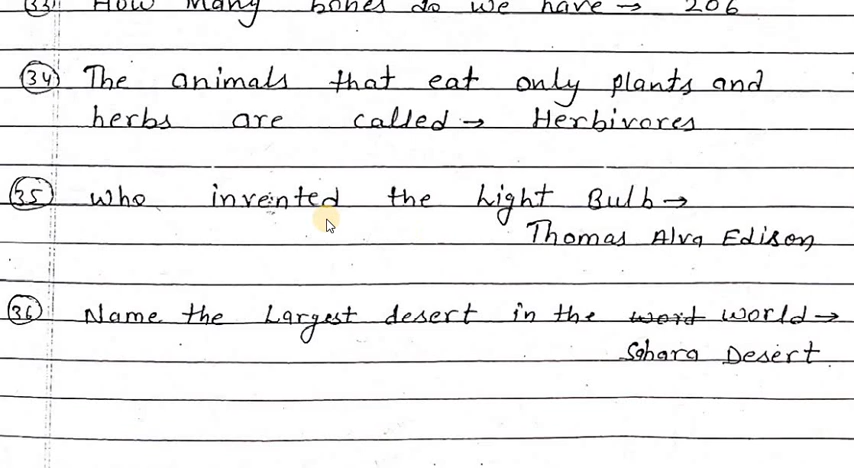 (33) How Many bones do we have → 206
(34) The animals that eat only plants and
herbs are called → Herbivores
(35) Who invented the Light Bulb →
Thomas Alva Edison
(36) Name the Largest desert in the word world →
Sahara Desert